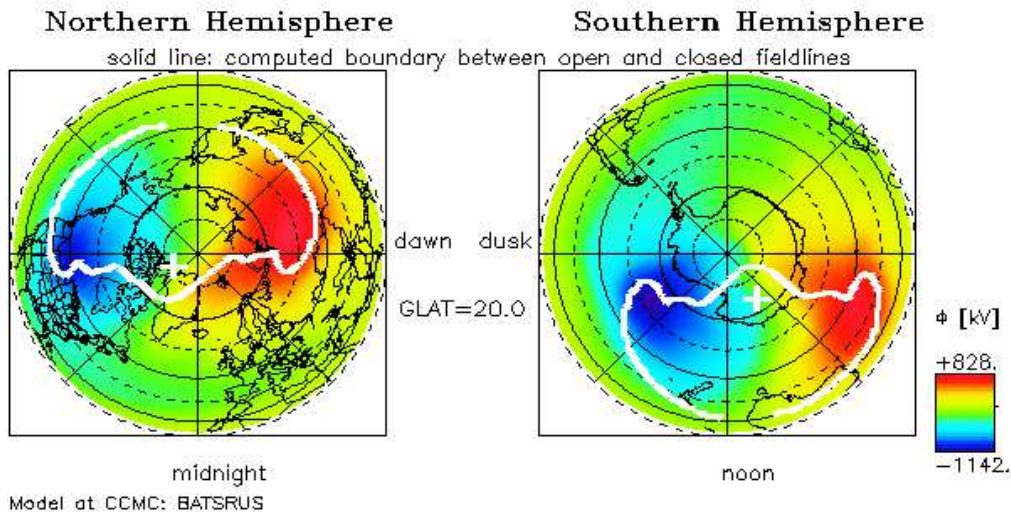 Northern Hemisphere Southern Hemisphere
solid line: computed boundary between open and closed fieldlines
dawn dusk
GLAT=20.0
Φ [kV]
+828.
-1142.
midnight noon
Model at CCMC: BATSRUS